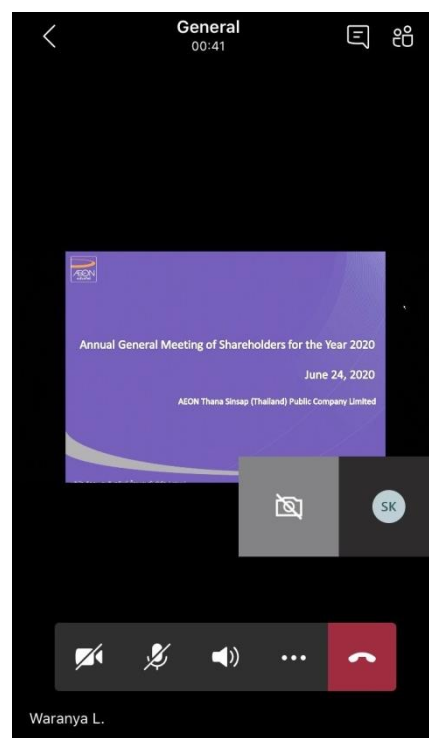 General
00:41
AEON
Annual General Meeting of Shareholders for the Year 2020
June 24, 2020
AEON Thana Sinsap (Thailand) Public Company Limited
SK
Waranya L.